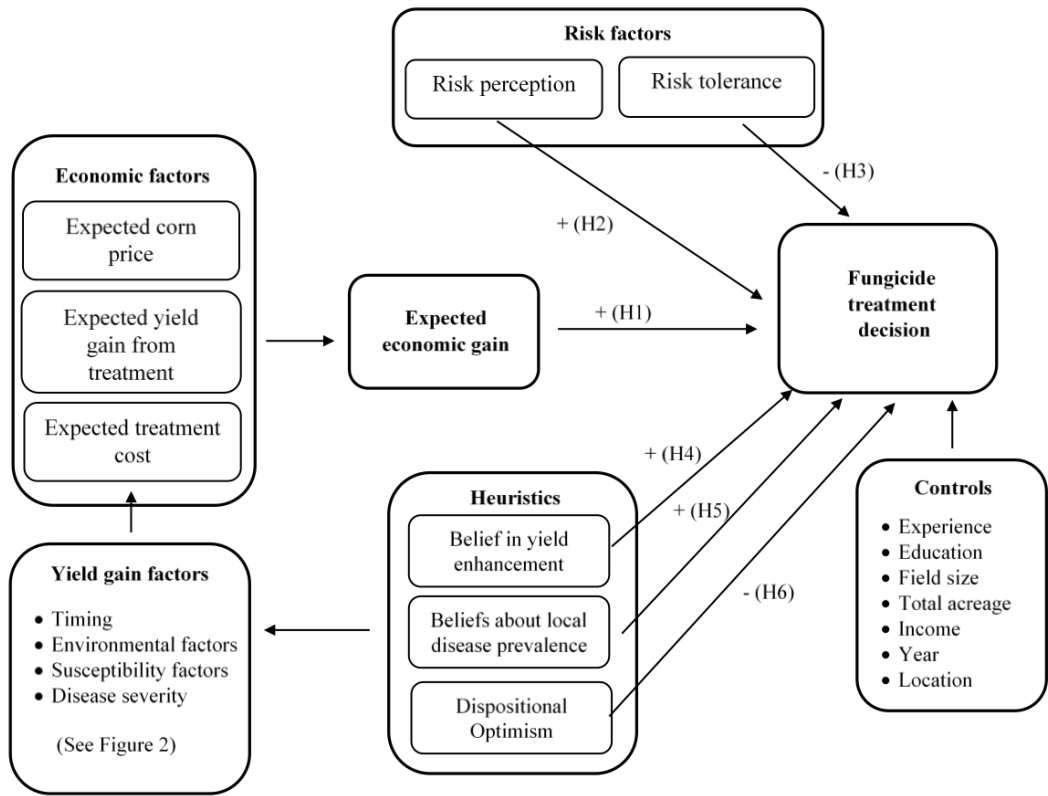 Risk factors
Risk perception
Risk tolerance
Economic factors
Expected corn
price
Expected yield
gain from
treatment
Expected treatment
cost
Expected
economic gain
Fungicide
treatment
decision
+ (H1)
+ (H2)
- (H3)
+ (H4)
+ (H5)
- (H6)
Heuristics
Belief in yield
enhancement
Beliefs about local
disease prevalence
Dispositional
Optimism
Yield gain factors
• Timing
• Environmental factors
• Susceptibility factors
• Disease severity
(See Figure 2)
Controls
• Experience
• Education
• Field size
• Total acreage
• Income
• Year
• Location